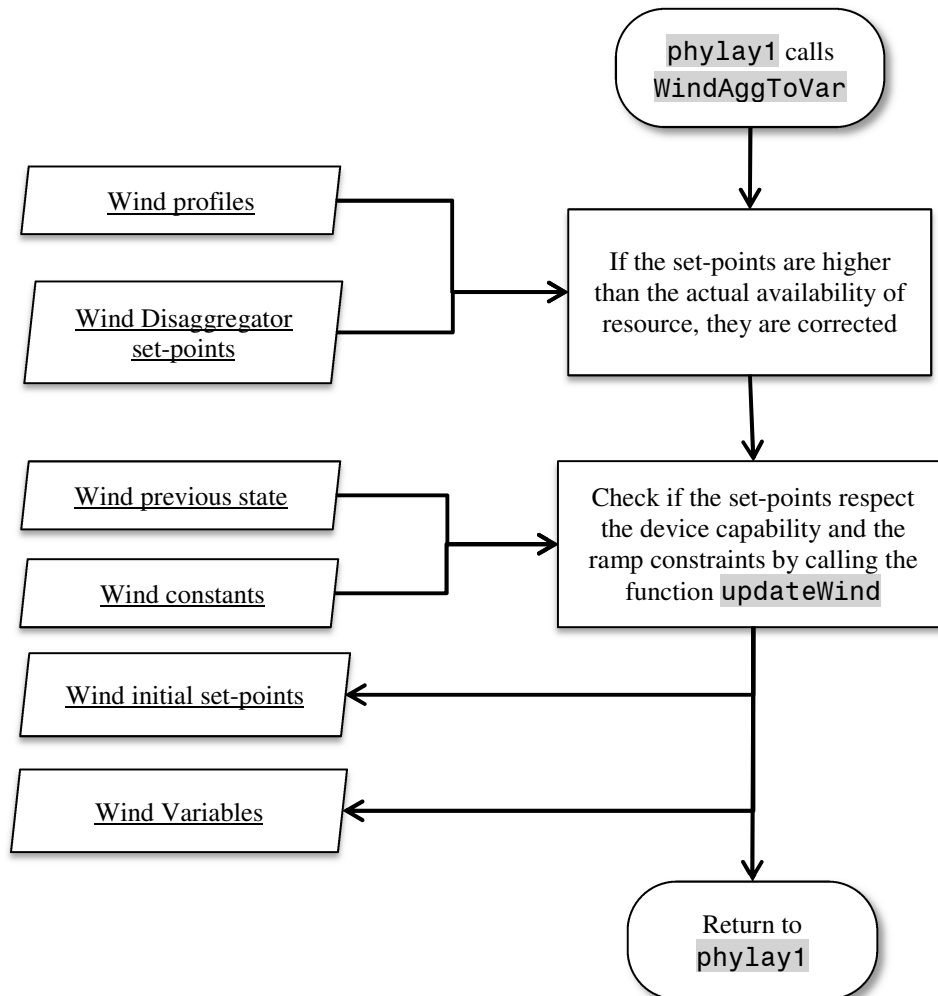 phylay1 calls
WindAggToVar
Wind profiles
Wind Disaggregator
set-points
If the set-points are higher
than the actual availability of
resource, they are corrected
Wind previous state
Wind constants
Check if the set-points respect
the device capability and the
ramp constraints by calling the
function updateWind
Wind initial set-points
Wind Variables
Return to
phylay1